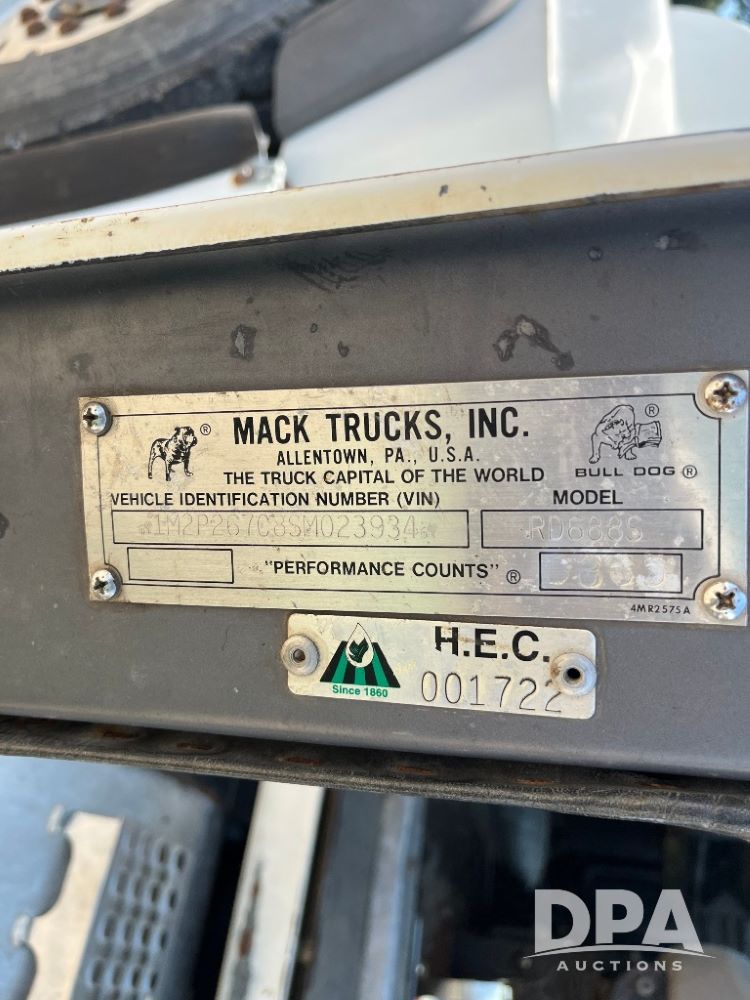 MACK TRUCKS, INC.
ALLENTOWN, PA., U.S.A.
THE TRUCK CAPITAL OF THE WORLD
BULL DOG ®
VEHICLE IDENTIFICATION NUMBER (VIN)
MODEL
1M2P267C3SM023934
RD688S
"PERFORMANCE COUNTS" ®
4MR2575A
H.E.C.
Since 1860
001722
DPA
AUCTIONS